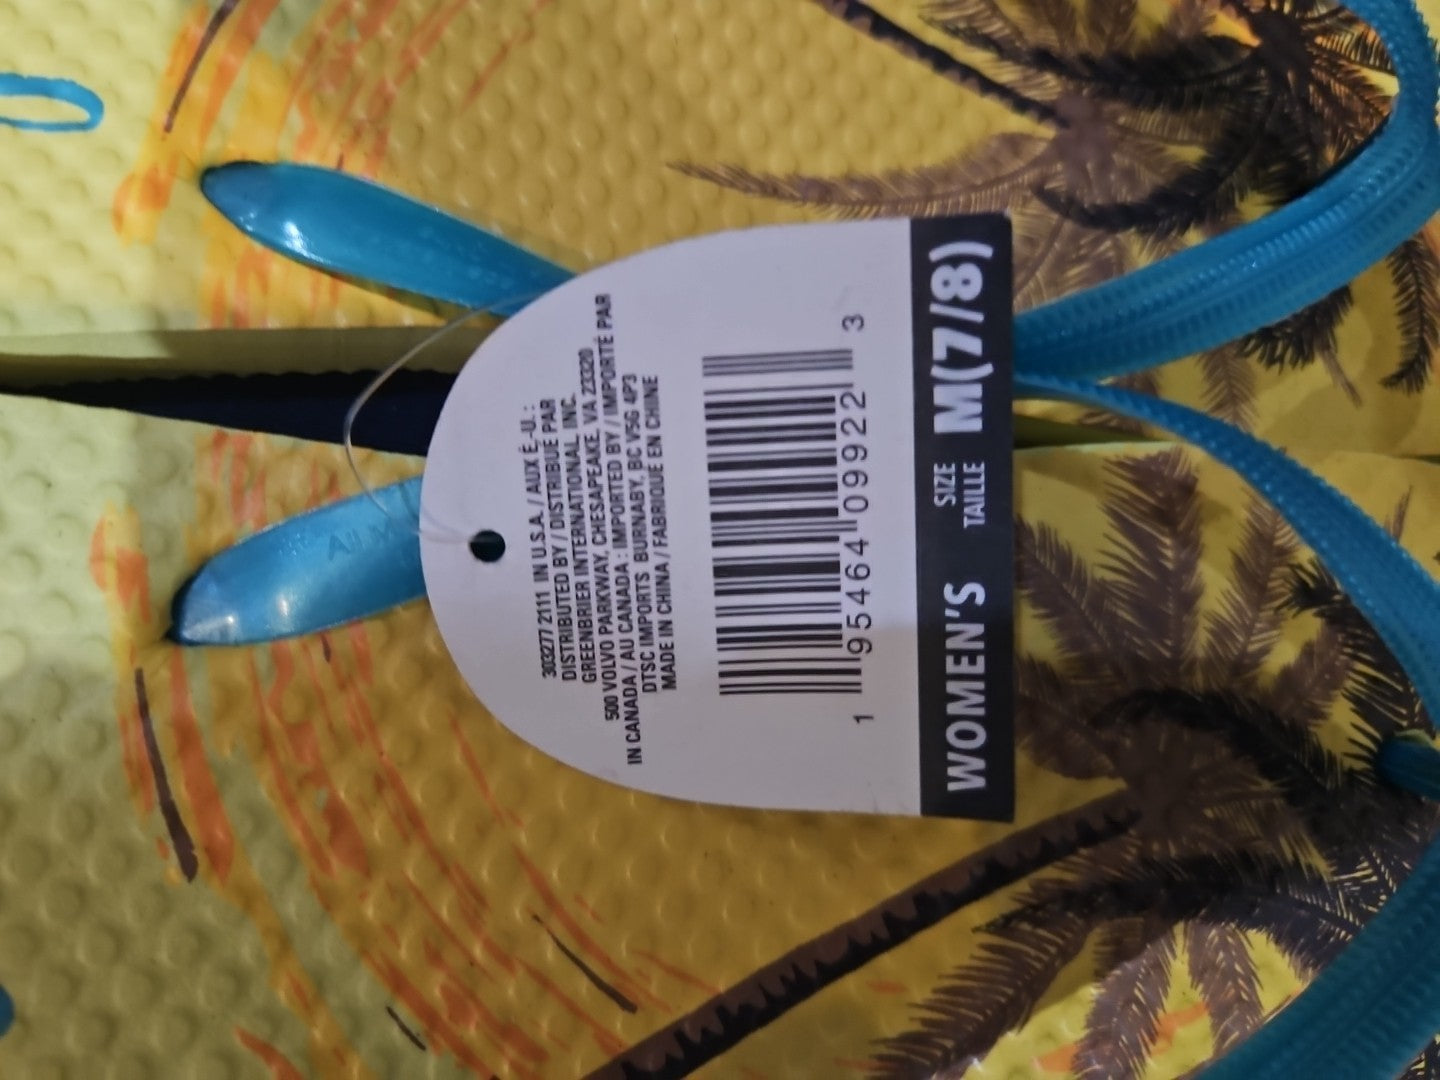 303277 2111 IN U.S.A. / AUX É.-U. :
DISTRIBUTED BY / DISTRIBUÉ PAR
GREENBRIER INTERNATIONAL, INC.
500 VOLVO PARKWAY, CHESAPEAKE, VA 23320
IN CANADA / AU CANADA : IMPORTED BY / IMPORTÉ PAR
DTSC IMPORTS BURNABY, BC V5G 4P3
MADE IN CHINA / FABRIQUÉ EN CHINE
1 95464 09922 3
WOMEN'S SIZE TAILLE M(7/8)